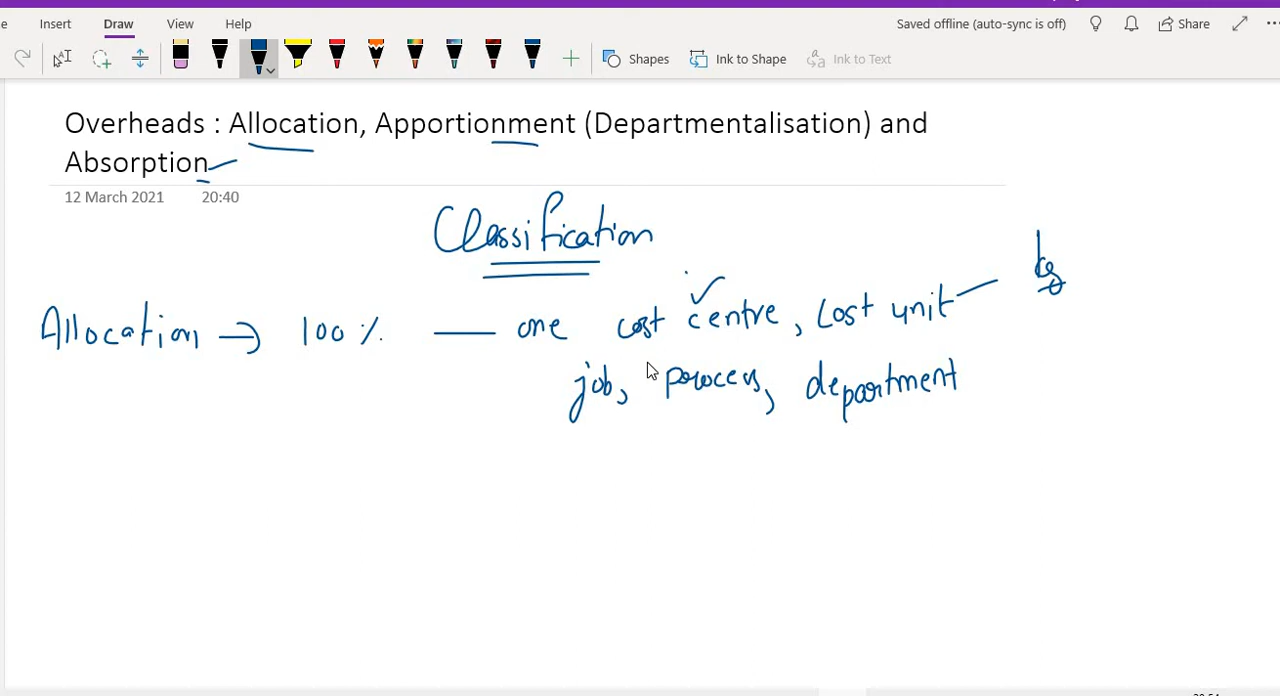 Insert Draw View Help Saved offline (auto-sync is off) Share
Shapes Ink to Shape Ink to Text
Overheads : Allocation, Apportionment (Departmentalisation) and
Absorption
12 March 2021 20:40
Classification
kg
Allocation → 100 % — one cost centre, Cost unit —
job, process, department